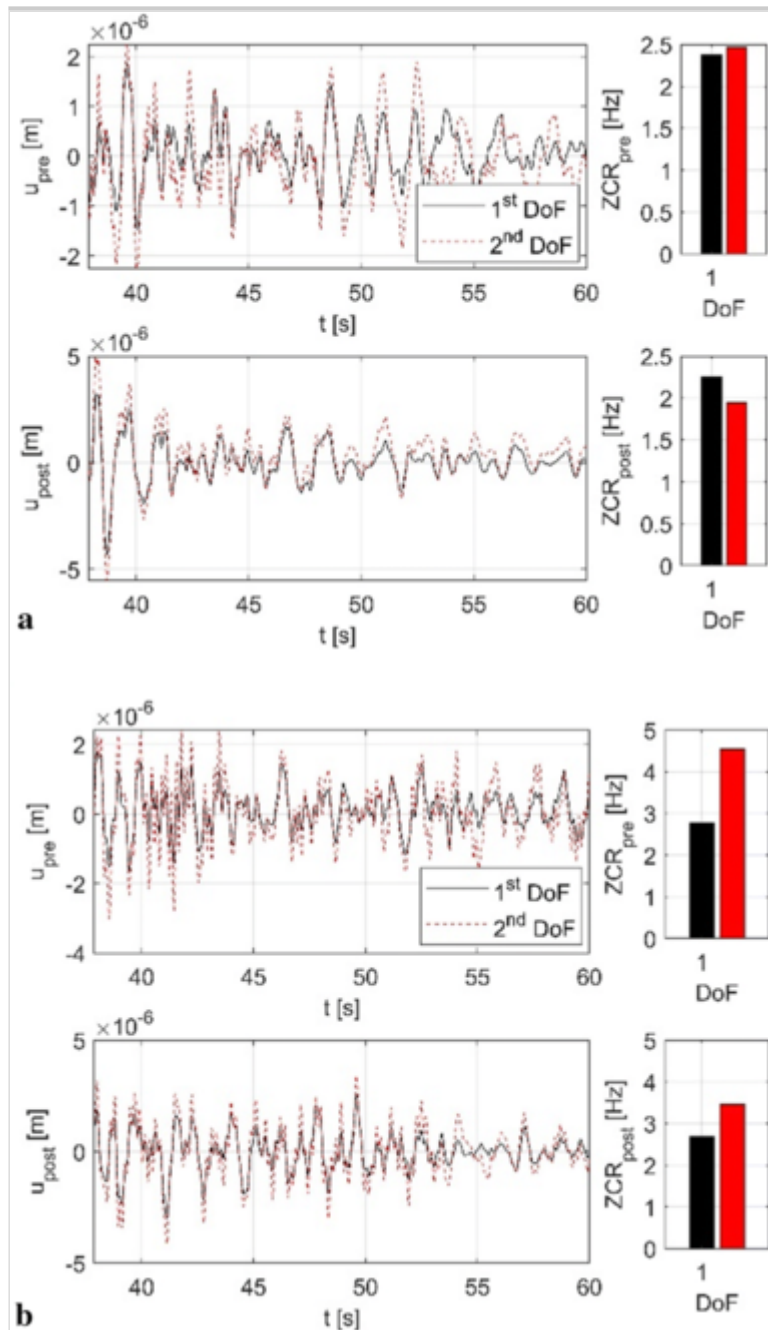 ×10⁻⁶
2
1
0
-1
-2
u_pre [m]
1st DoF
2nd DoF
40 45 50 55 60
t [s]
2.5
2
1.5
1
0.5
0
ZCR_pre [Hz]
1
DoF
×10⁻⁶
5
0
-5
u_post [m]
40 45 50 55 60
t [s]
2.5
2
1.5
1
0.5
0
ZCR_post [Hz]
1
DoF
a
×10⁻⁶
2
0
-2
-4
u_pre [m]
1st DoF
2nd DoF
40 45 50 55 60
t [s]
5
4
3
2
1
0
ZCR_pre [Hz]
1
DoF
×10⁻⁶
5
0
-5
u_post [m]
40 45 50 55 60
t [s]
5
4
3
2
1
0
ZCR_post [Hz]
1
DoF
b